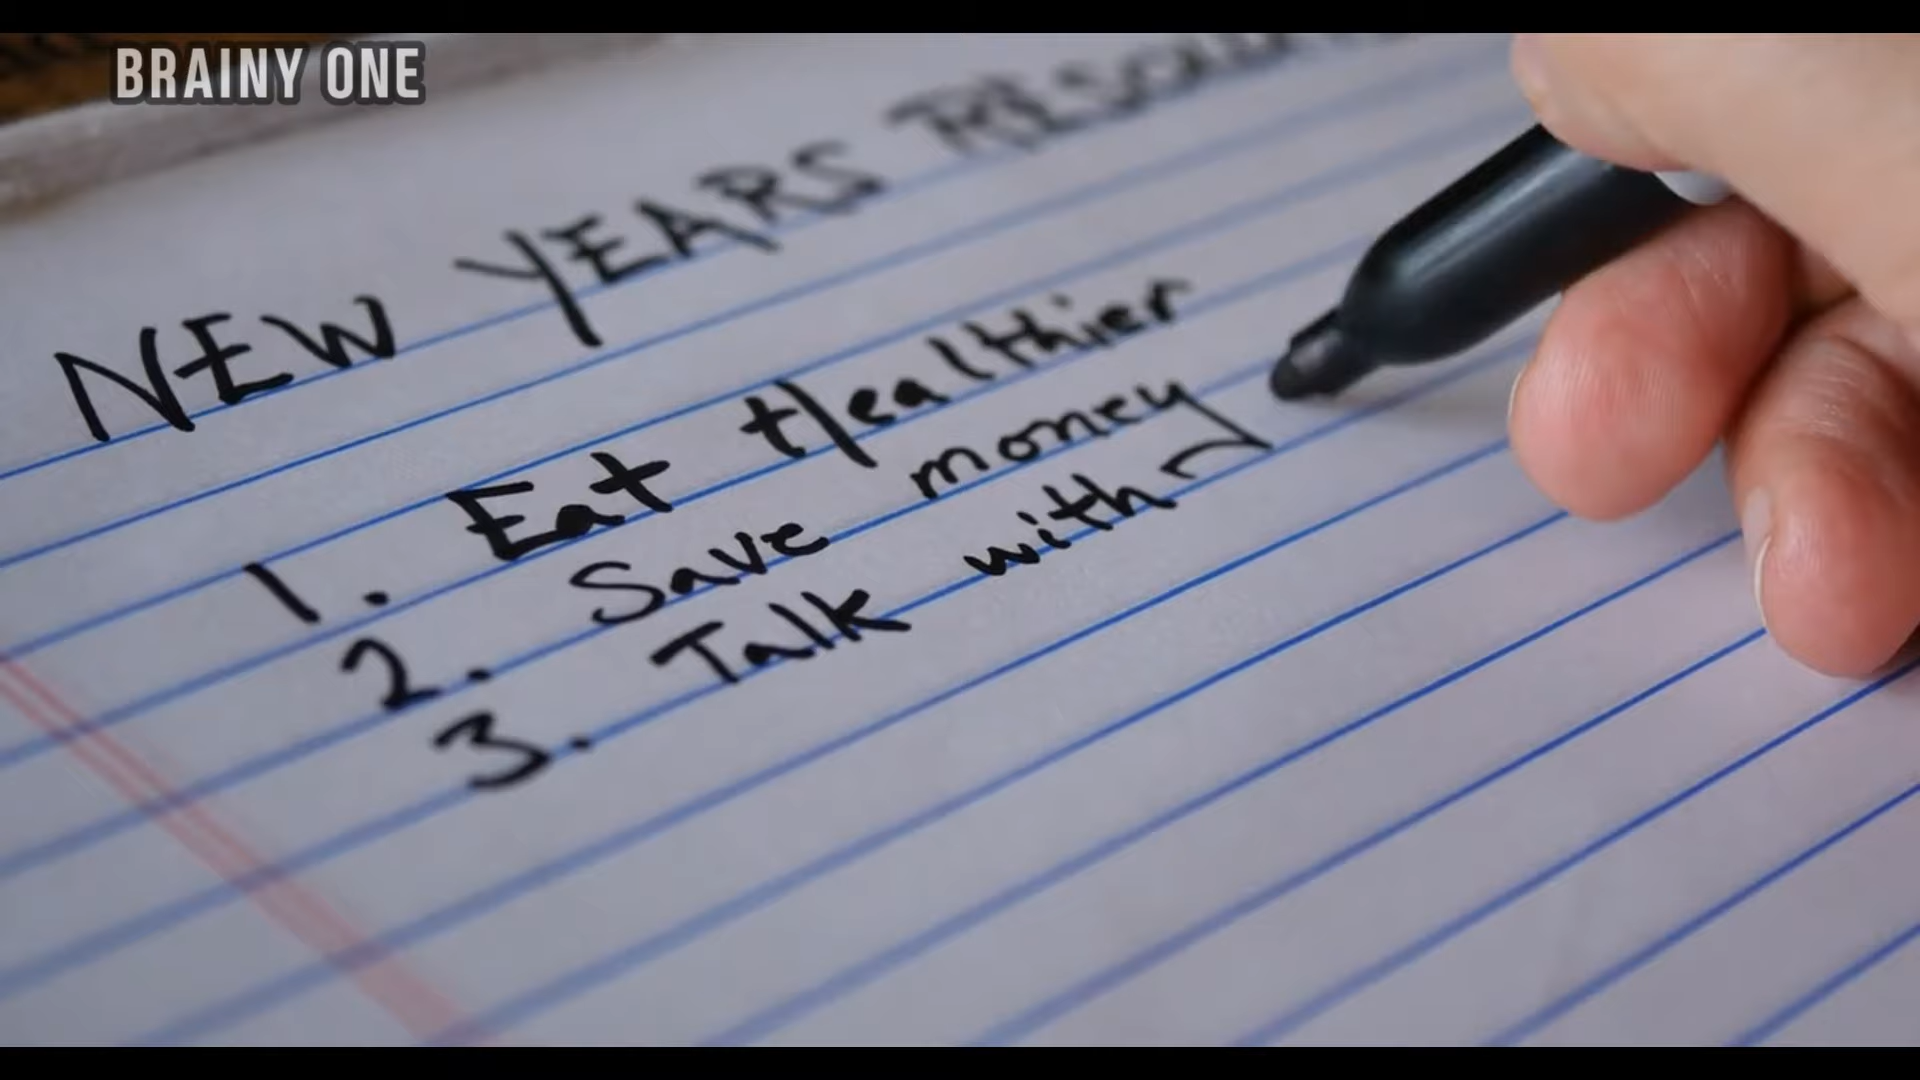 BRAINY ONE
NEW YEARS
1. Eat Healthier
2. Save money
3. Talk with